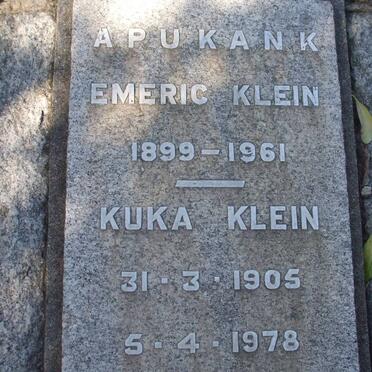 APUKANK
EMERIC KLEIN
1899 - 1961
KUKA KLEIN
31 · 3 · 1905
5 · 4 · 1978